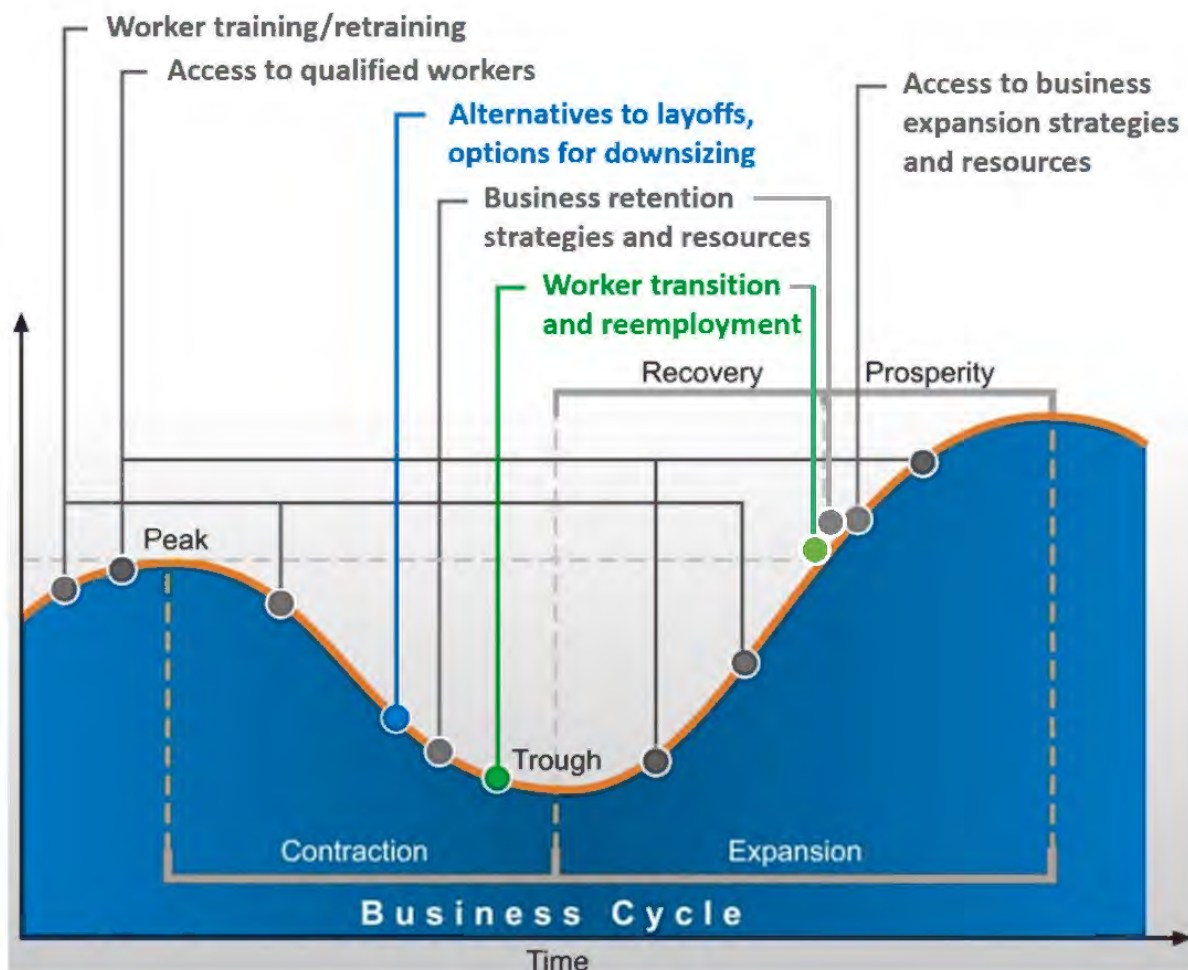 Worker training/retraining
Access to qualified workers
Alternatives to layoffs,
options for downsizing
Access to business
expansion strategies
and resources
Business retention
strategies and resources
Worker transition
and reemployment
Recovery
Prosperity
Peak
Trough
Contraction
Expansion
Business Cycle
Time